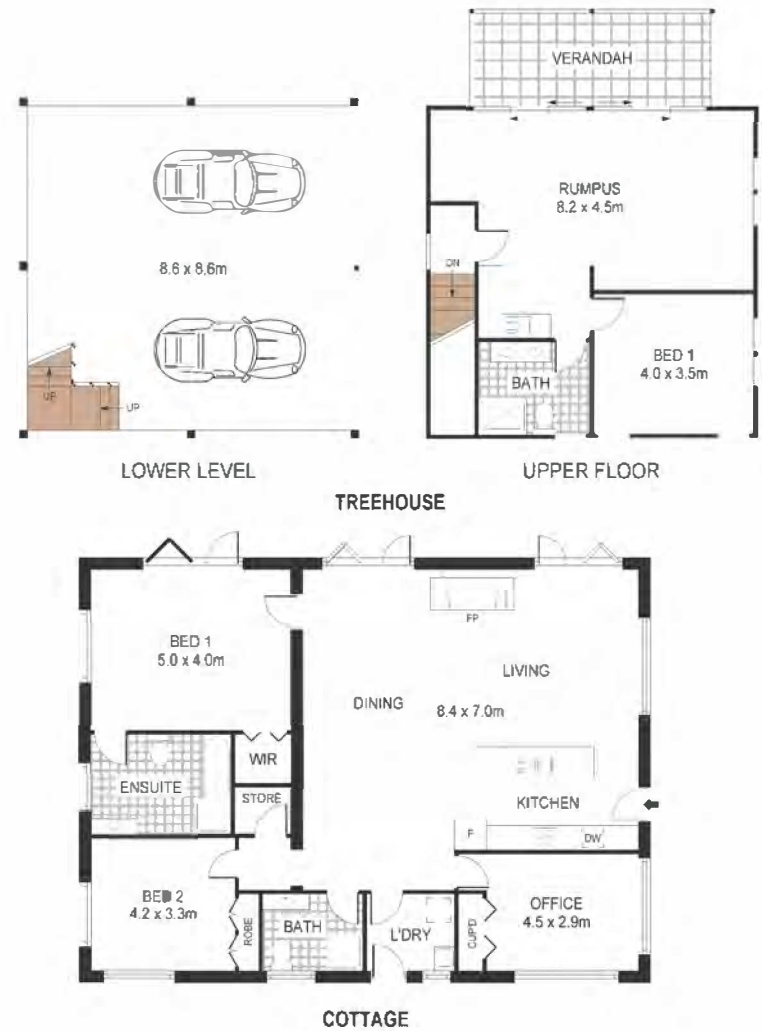 VERANDAH
RUMPUS
8.2 x 4.5m
8.6 x 8.6m
DN
BED 1
4.0 x 3.5m
BATH
UP
UP
LOWER LEVEL
UPPER FLOOR
TREEHOUSE
BED 1
5.0 x 4.0m
FP
LIVING
DINING
8.4 x 7.0m
WIR
ENSUITE
STORE
KITCHEN
F
DW
BED 2
4.2 x 3.3m
ROBE
BATH
L'DRY
CUP'D
OFFICE
4.5 x 2.9m
COTTAGE